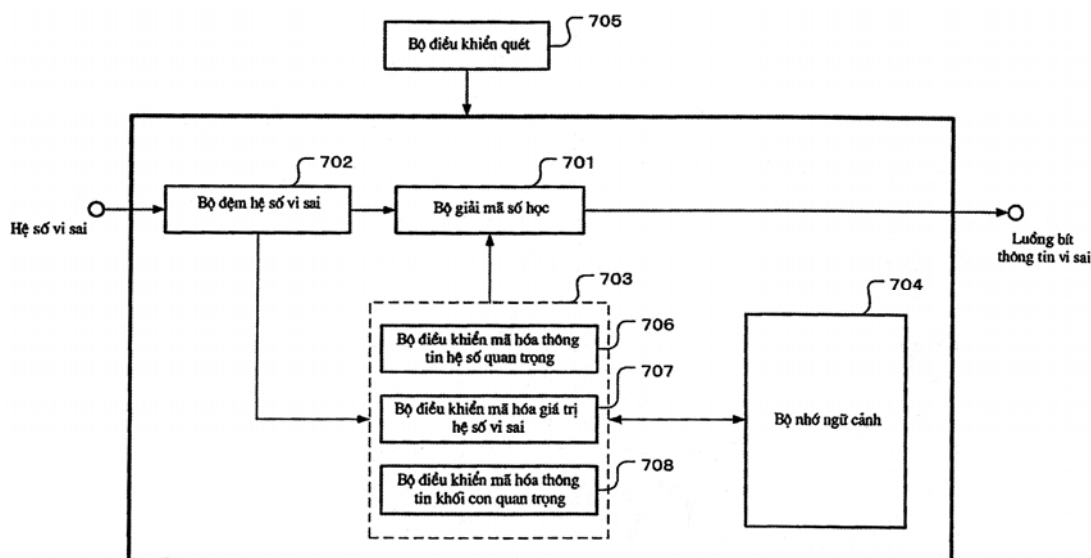 705
Bộ điều khiển quét
702
701
Bộ đệm hệ số vi sai
Bộ giải mã số học
Hệ số vi sai
Luồng bít
thông tin vi sai
703
704
Bộ điều khiển mã hóa thông
tin hệ số quan trọng
706
Bộ điều khiển mã hóa giá trị
hệ số vi sai
707
Bộ nhớ ngữ cảnh
Bộ điều khiển mã hóa thông
tin khối con quan trọng
708